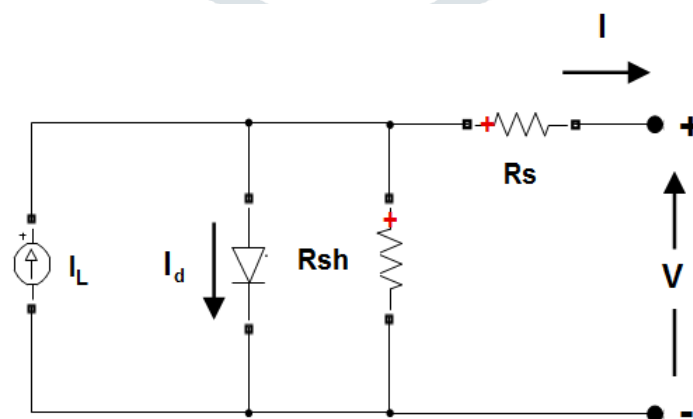 I
+
+ Rs
+
I_L
I_d
Rsh
+
V
-